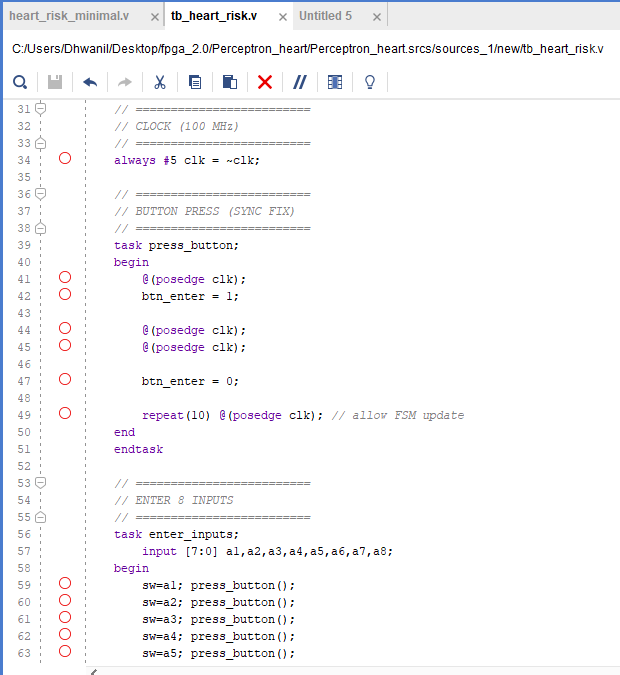 heart_risk_minimal.v × tb_heart_risk.v × Untitled 5 ×
C:/Users/Dhwanil/Desktop/fpga_2.0/Perceptron_heart/Perceptron_heart.srcs/sources_1/new/tb_heart_risk.v
31 // ==========================
32 // CLOCK (100 MHz)
33 // ==========================
34 always #5 clk = ~clk;
35
36 // ==========================
37 // BUTTON PRESS (SYNC FIX)
38 // ==========================
39 task press_button;
40 begin
41 @(posedge clk);
42 btn_enter = 1;
43
44 @(posedge clk);
45 @(posedge clk);
46
47 btn_enter = 0;
48
49 repeat(10) @(posedge clk); // allow FSM update
50 end
51 endtask
52
53 // ==========================
54 // ENTER 8 INPUTS
55 // ==========================
56 task enter_inputs;
57 input [7:0] a1,a2,a3,a4,a5,a6,a7,a8;
58 begin
59 sw=a1; press_button();
60 sw=a2; press_button();
61 sw=a3; press_button();
62 sw=a4; press_button();
63 sw=a5; press_button();